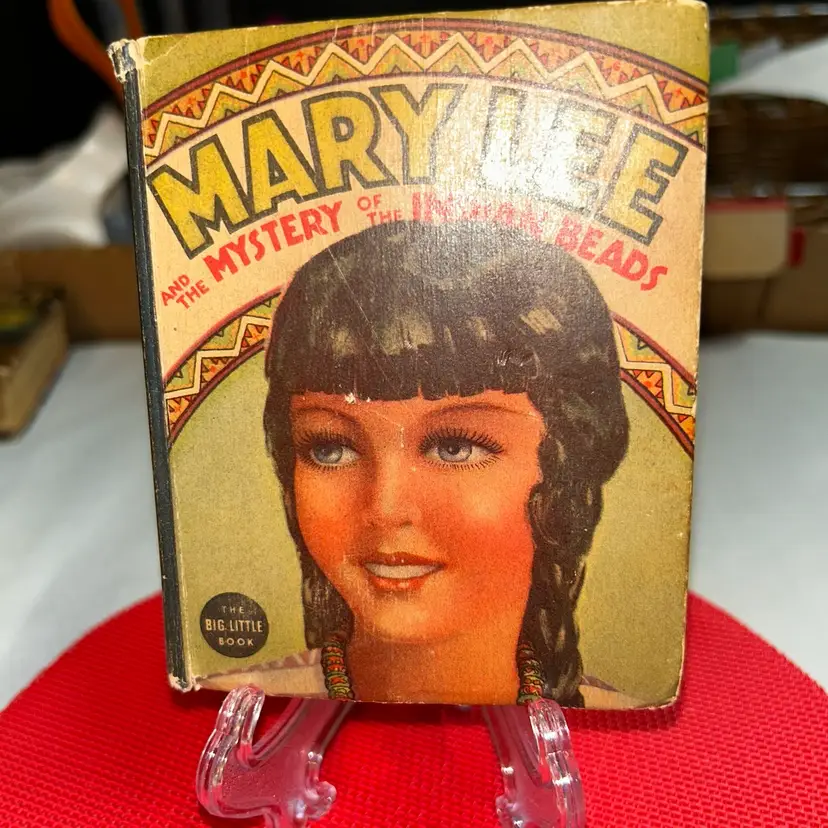 MARY LEE
AND THE MYSTERY OF THE INDIAN BEADS
THE
BIG LITTLE
BOOK